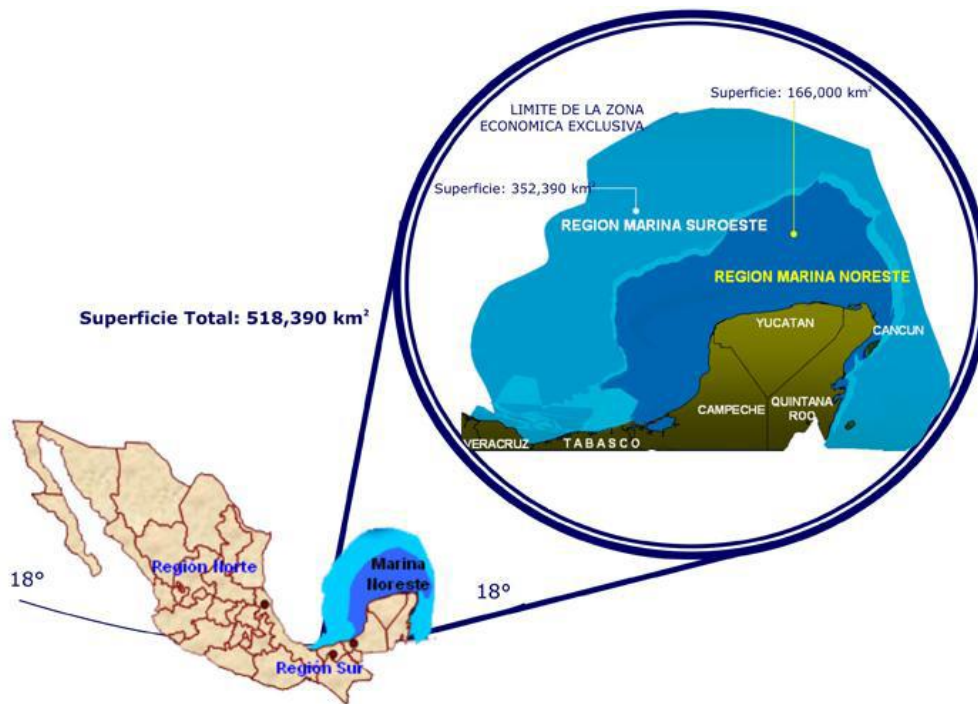 Superficie: 166,000 km²
LIMITE DE LA ZONA
ECONOMICA EXCLUSIVA
Superficie: 352,390 km²
REGION MARINA SUROESTE
REGION MARINA NORESTE
Superficie Total: 518,390 km²
YUCATAN
CANCUN
CAMPECHE
QUINTANA
ROO
VERACRUZ
TABASCO
Marina
Noreste
Región Norte
18°
18°
Región Sur